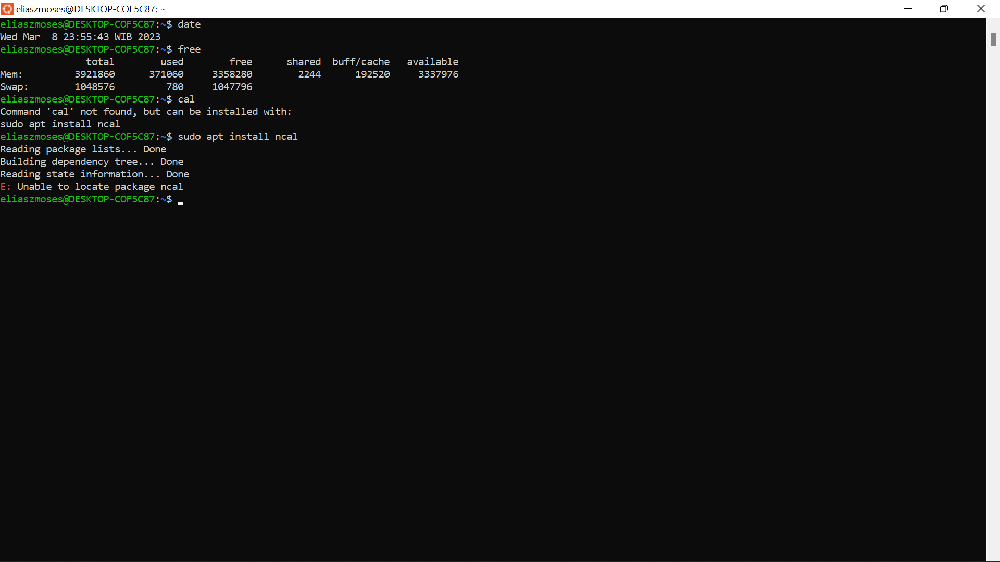 eliaszmoses@DESKTOP-COF5C87: ~
eliaszmoses@DESKTOP-COF5C87:~$ date
Wed Mar  8 23:55:43 WIB 2023
eliaszmoses@DESKTOP-COF5C87:~$ free
               total        used        free      shared  buff/cache   available
Mem:         3921860      371060     3358280        2244      192520     3337976
Swap:        1048576         780     1047796
eliaszmoses@DESKTOP-COF5C87:~$ cal
Command 'cal' not found, but can be installed with:
sudo apt install ncal
eliaszmoses@DESKTOP-COF5C87:~$ sudo apt install ncal
Reading package lists... Done
Building dependency tree... Done
Reading state information... Done
E: Unable to locate package ncal
eliaszmoses@DESKTOP-COF5C87:~$